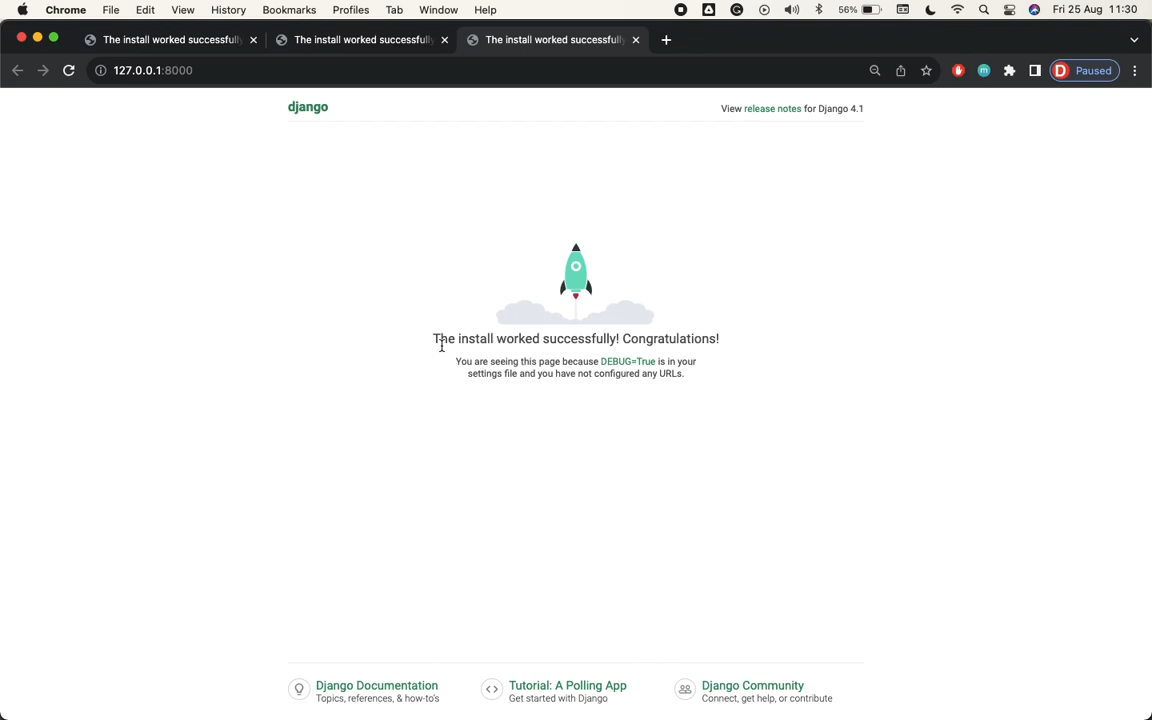 Chrome File Edit View History Bookmarks Profiles Tab Window Help 56% Fri 25 Aug 11:30
The install worked successfull The install worked successfull The install worked successfull
127.0.0.1:8000 m D Paused
django View release notes for Django 4.1
The install worked successfully! Congratulations!
You are seeing this page because DEBUG=True is in your
settings file and you have not configured any URLs.
Django Documentation Tutorial: A Polling App Django Community
Topics, references, & how-to's Get started with Django Connect, get help, or contribute